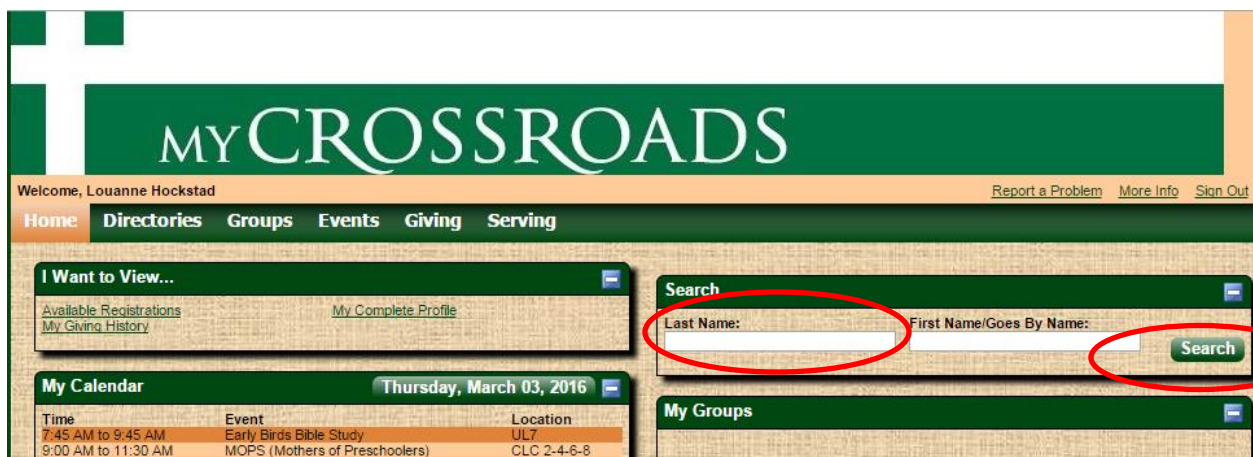 MYCROSSROADS
Welcome, Louanne Hockstad
Report a Problem More Info Sign Out
Home Directories Groups Events Giving Serving
I Want to View...
Available Registrations My Complete Profile
My Giving History
Search
Last Name: First Name/Goes By Name:
Search
My Calendar Thursday, March 03, 2016
Time Event Location
7:45 AM to 9:45 AM Early Birds Bible Study UL7
9:00 AM to 11:30 AM MOPS (Mothers of Preschoolers) CLC 2-4-6-8
My Groups